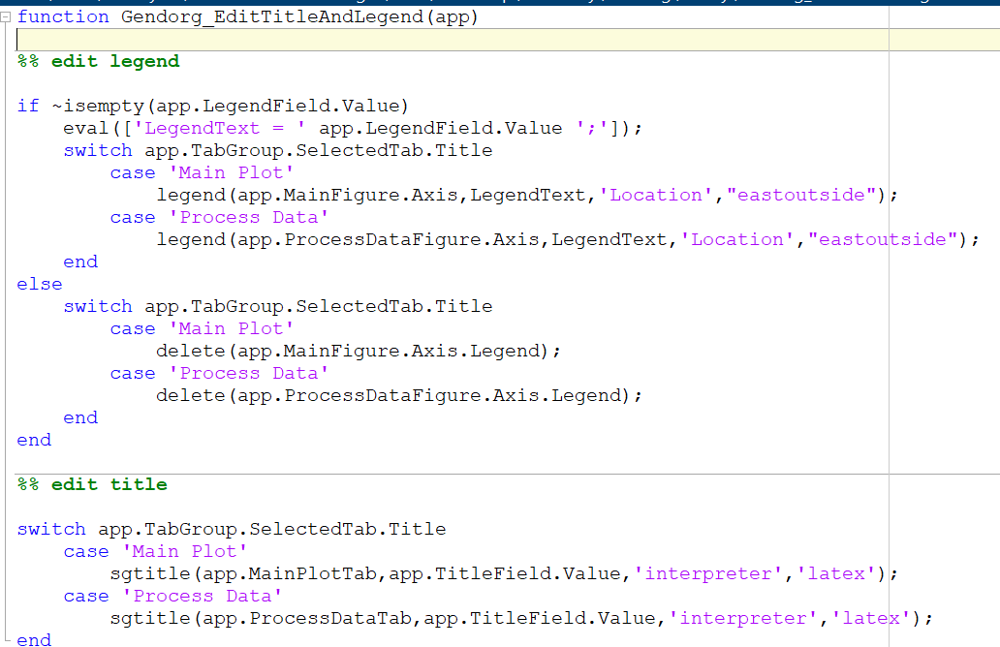 function Gendorg_EditTitleAndLegend(app)
%% edit legend
if ~isempty(app.LegendField.Value)
eval(['LegendText = ' app.LegendField.Value ';']);
switch app.TabGroup.SelectedTab.Title
case 'Main Plot'
legend(app.MainFigure.Axis,LegendText,'Location',"eastoutside");
case 'Process Data'
legend(app.ProcessDataFigure.Axis,LegendText,'Location',"eastoutside");
end
else
switch app.TabGroup.SelectedTab.Title
case 'Main Plot'
delete(app.MainFigure.Axis.Legend);
case 'Process Data'
delete(app.ProcessDataFigure.Axis.Legend);
end
end
%% edit title
switch app.TabGroup.SelectedTab.Title
case 'Main Plot'
sgtitle(app.MainPlotTab,app.TitleField.Value,'interpreter','latex');
case 'Process Data'
sgtitle(app.ProcessDataTab,app.TitleField.Value,'interpreter','latex');
end